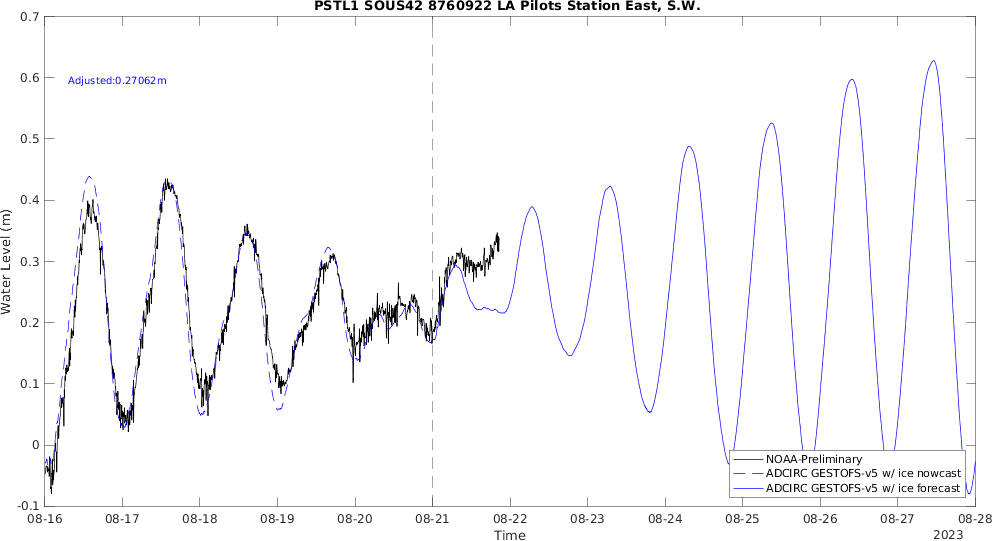 PSTL1 SOUS42 8760922 LA Pilots Station East, S.W.
0.7
0.6
0.5
0.4
0.3
0.2
0.1
0
-0.1
Water Level (m)
Adjusted:0.27062m
NOAA-Preliminary
ADCIRC GESTOFS-v5 w/ ice nowcast
ADCIRC GESTOFS-v5 w/ ice forecast
08-16 08-17 08-18 08-19 08-20 08-21 08-22 08-23 08-24 08-25 08-26 08-27 08-28
Time
2023